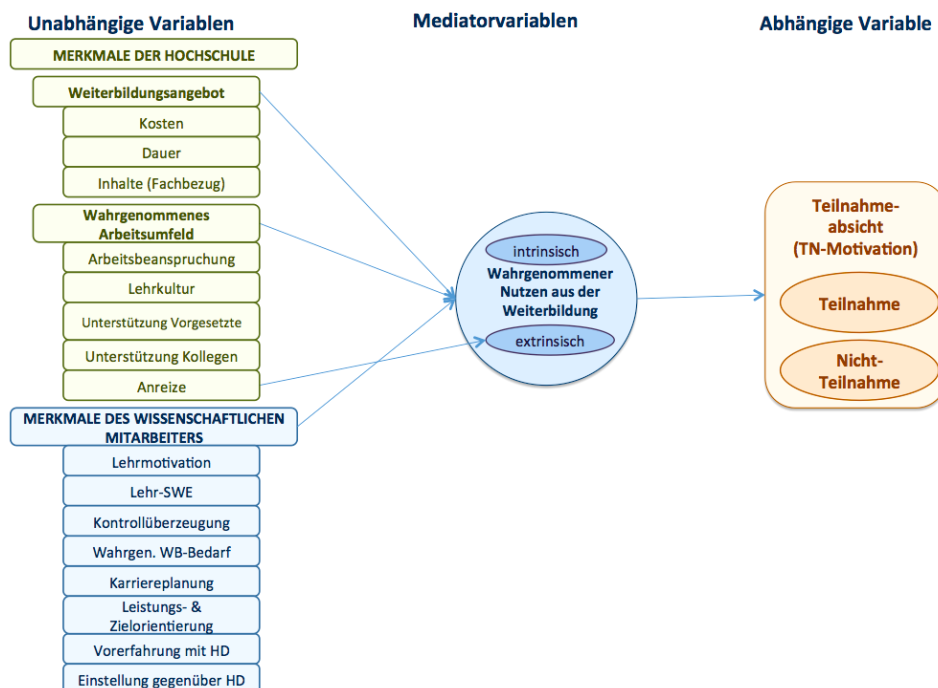 Unabhängige Variablen
Mediatorvariablen
Abhängige Variable
MERKMALE DER HOCHSCHULE
Weiterbildungsangebot
Kosten
Dauer
Inhalte (Fachbezug)
Wahrgenommenes
Arbeitsumfeld
Arbeitsbeanspruchung
Lehrkultur
Unterstützung Vorgesetzte
Unterstützung Kollegen
Anreize
MERKMALE DES WISSENSCHAFTLICHEN
MITARBEITERS
Lehrmotivation
Lehr-SWE
Kontrollüberzeugung
Wahrgen. WB-Bedarf
Karriereplanung
Leistungs- &
Zielorientierung
Vorerfahrung mit HD
Einstellung gegenüber HD
intrinsisch
Wahrgenommener
Nutzen aus der
Weiterbildung
extrinsisch
Teilnahme-
absicht
(TN-Motivation)
Teilnahme
Nicht-
Teilnahme